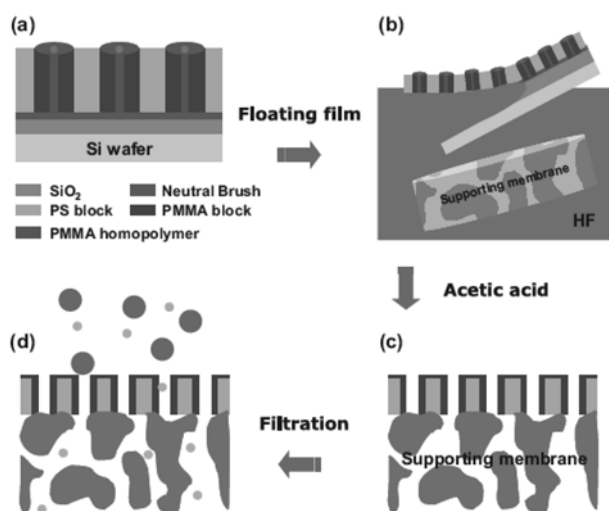 (a)
Si wafer
SiO₂
Neutral Brush
PS block
PMMA block
PMMA homopolymer
Floating film
(b)
Supporting membrane
HF
Acetic acid
(c)
Supporting membrane
Filtration
(d)